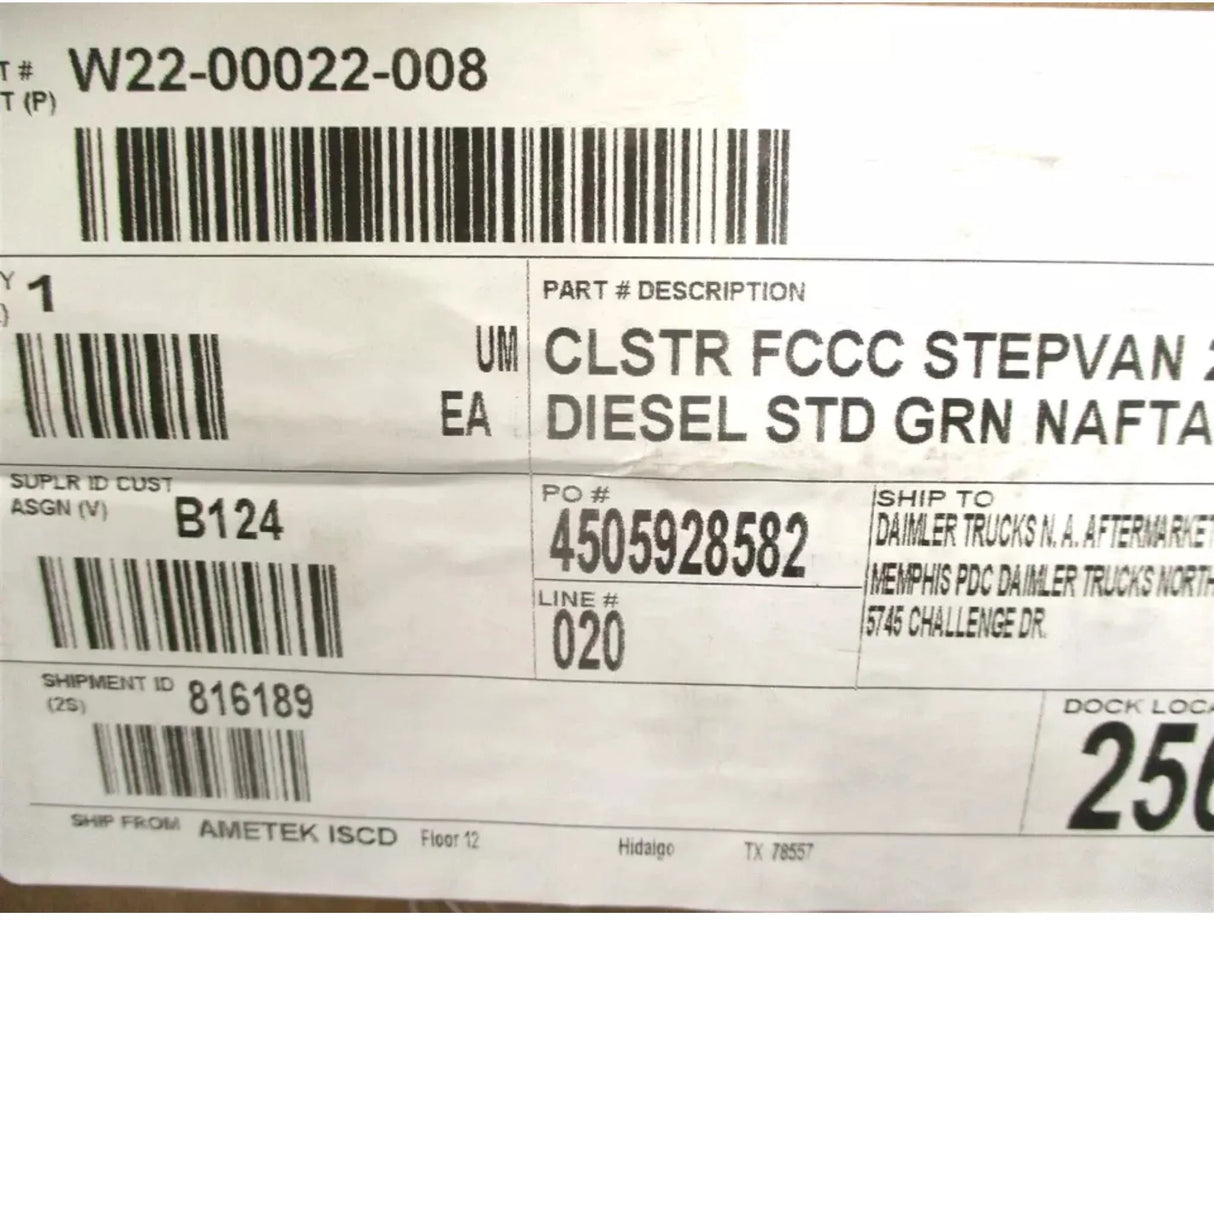 T # W22-00022-008
T (P)
Y 1
UM
EA
PART # DESCRIPTION
CLSTR FCCC STEPVAN 2
DIESEL STD GRN NAFTA
SUPLR ID CUST
ASGN (V) B124
PO #
4505928582
LINE #
020
SHIP TO
DAIMLER TRUCKS N. A. AFTERMARKET
MEMPHIS PDC DAIMLER TRUCKS NORTH
5745 CHALLENGE DR.
SHIPMENT ID 816189
(2S)
DOCK LOCA
256
SHIP FROM AMETEK ISCD Floor 12 Hidalgo TX 78557